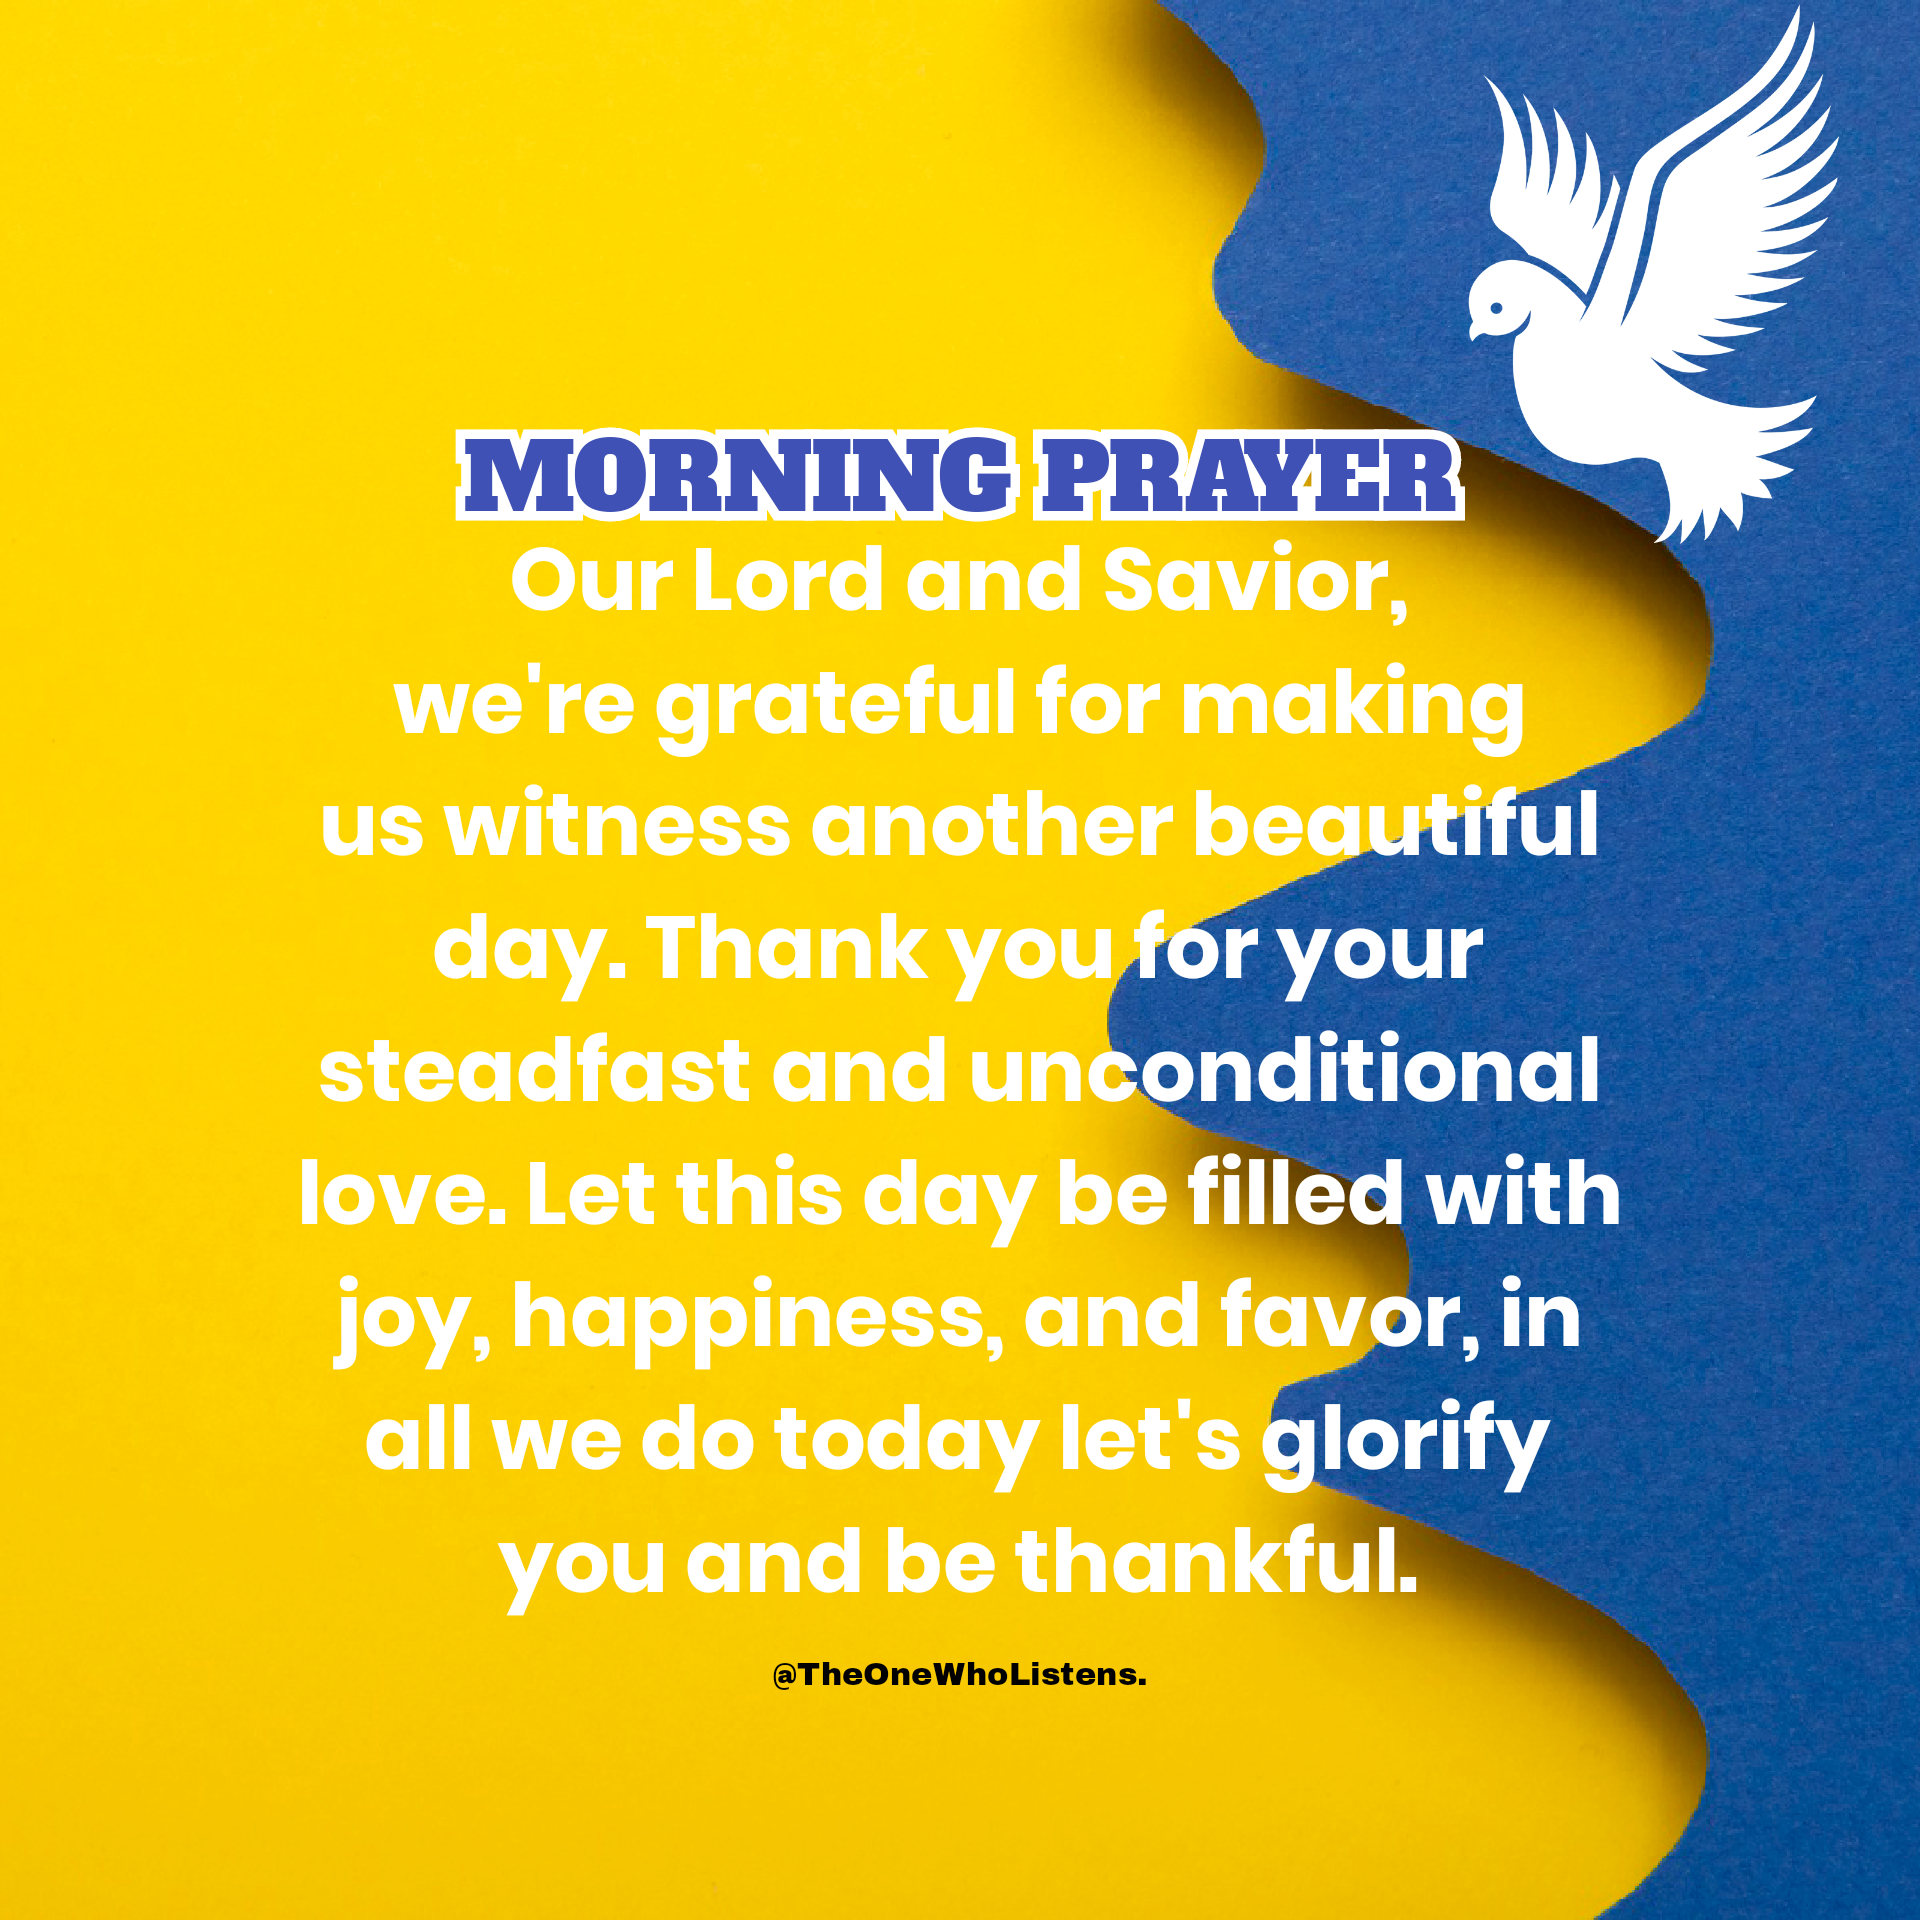 MORNING PRAYER
Our Lord and Savior,
we're grateful for making
us witness another beautiful
day. Thank you for your
steadfast and unconditional
love. Let this day be filled with
joy, happiness, and favor, in
all we do today let's glorify
you and be thankful.
@TheOneWhoListens.